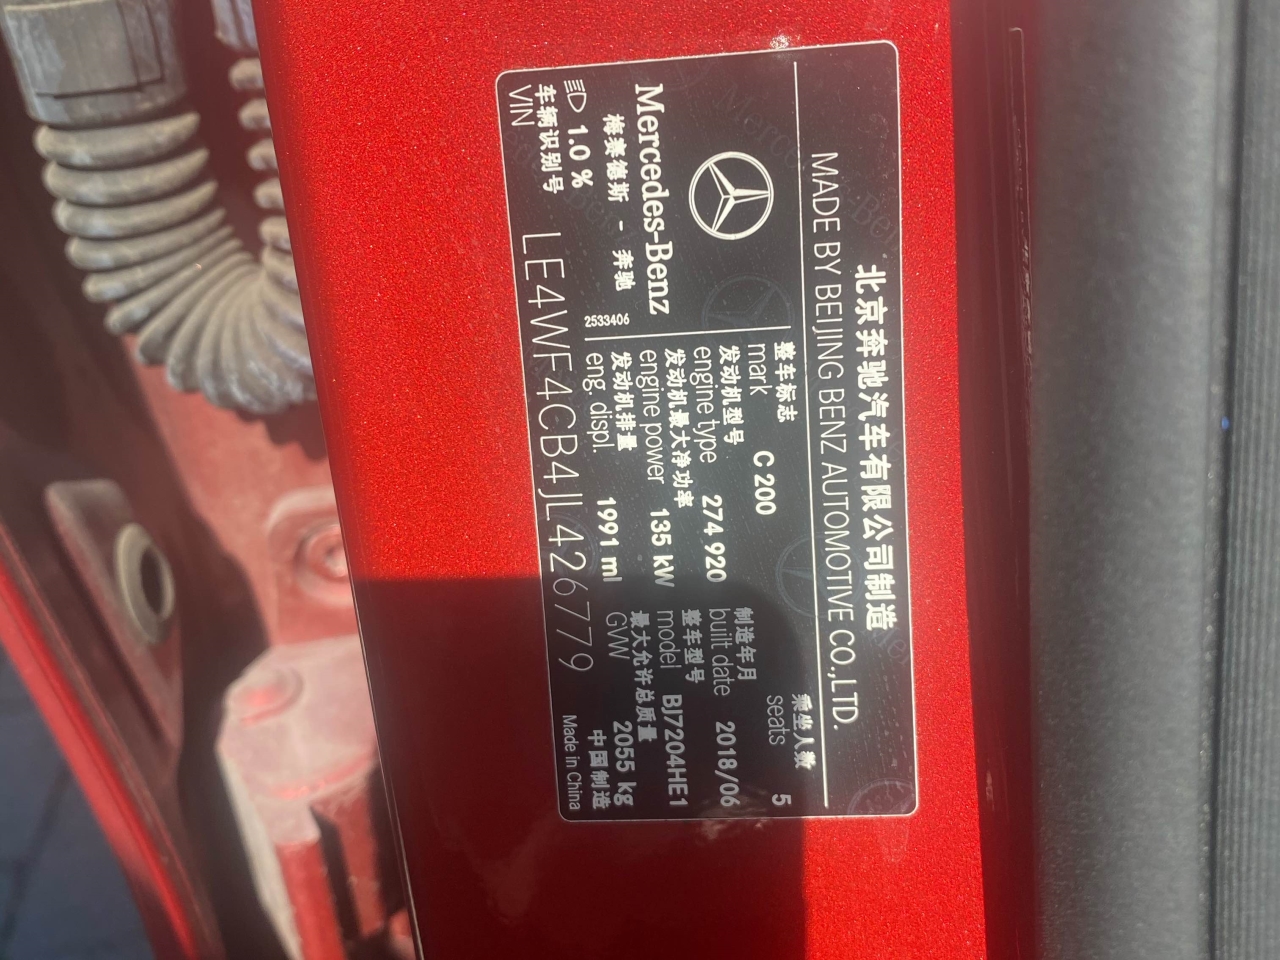 北京奔驰汽车有限公司制造
MADE BY BEIJING BENZ AUTOMOTIVE CO.,LTD.
Mercedes-Benz
梅赛德斯 - 奔驰
1.0 %
2533406
整车标志
mark C 200
乘坐人数
seats 5
发动机型号
engine type 274 920
制造年月
built date 2018/06
发动机最大净功率
engine power 135 kW
整车型号
model BJ7204HE1
发动机排量
eng. displ. 1991 ml
最大允许总质量
GVW 2055 kg
车辆识别号
VIN LE4WF4CB4JL426779
中国制造
Made in China